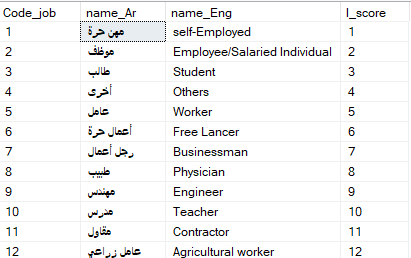 Code_job name_Ar name_Eng I_score
1 مهن حرة self-Employed 1
2 موظف Employee/Salaried Individual 2
3 طالب Student 3
4 أخرى Others 4
5 عامل Worker 5
6 أعمال حرة Free Lancer 6
7 رجل أعمال Businessman 7
8 طبيب Physician 8
9 مهندس Engineer 9
10 مدرس Teacher 10
11 مقاول Contractor 11
12 عامل زراعي Agricultural worker 12